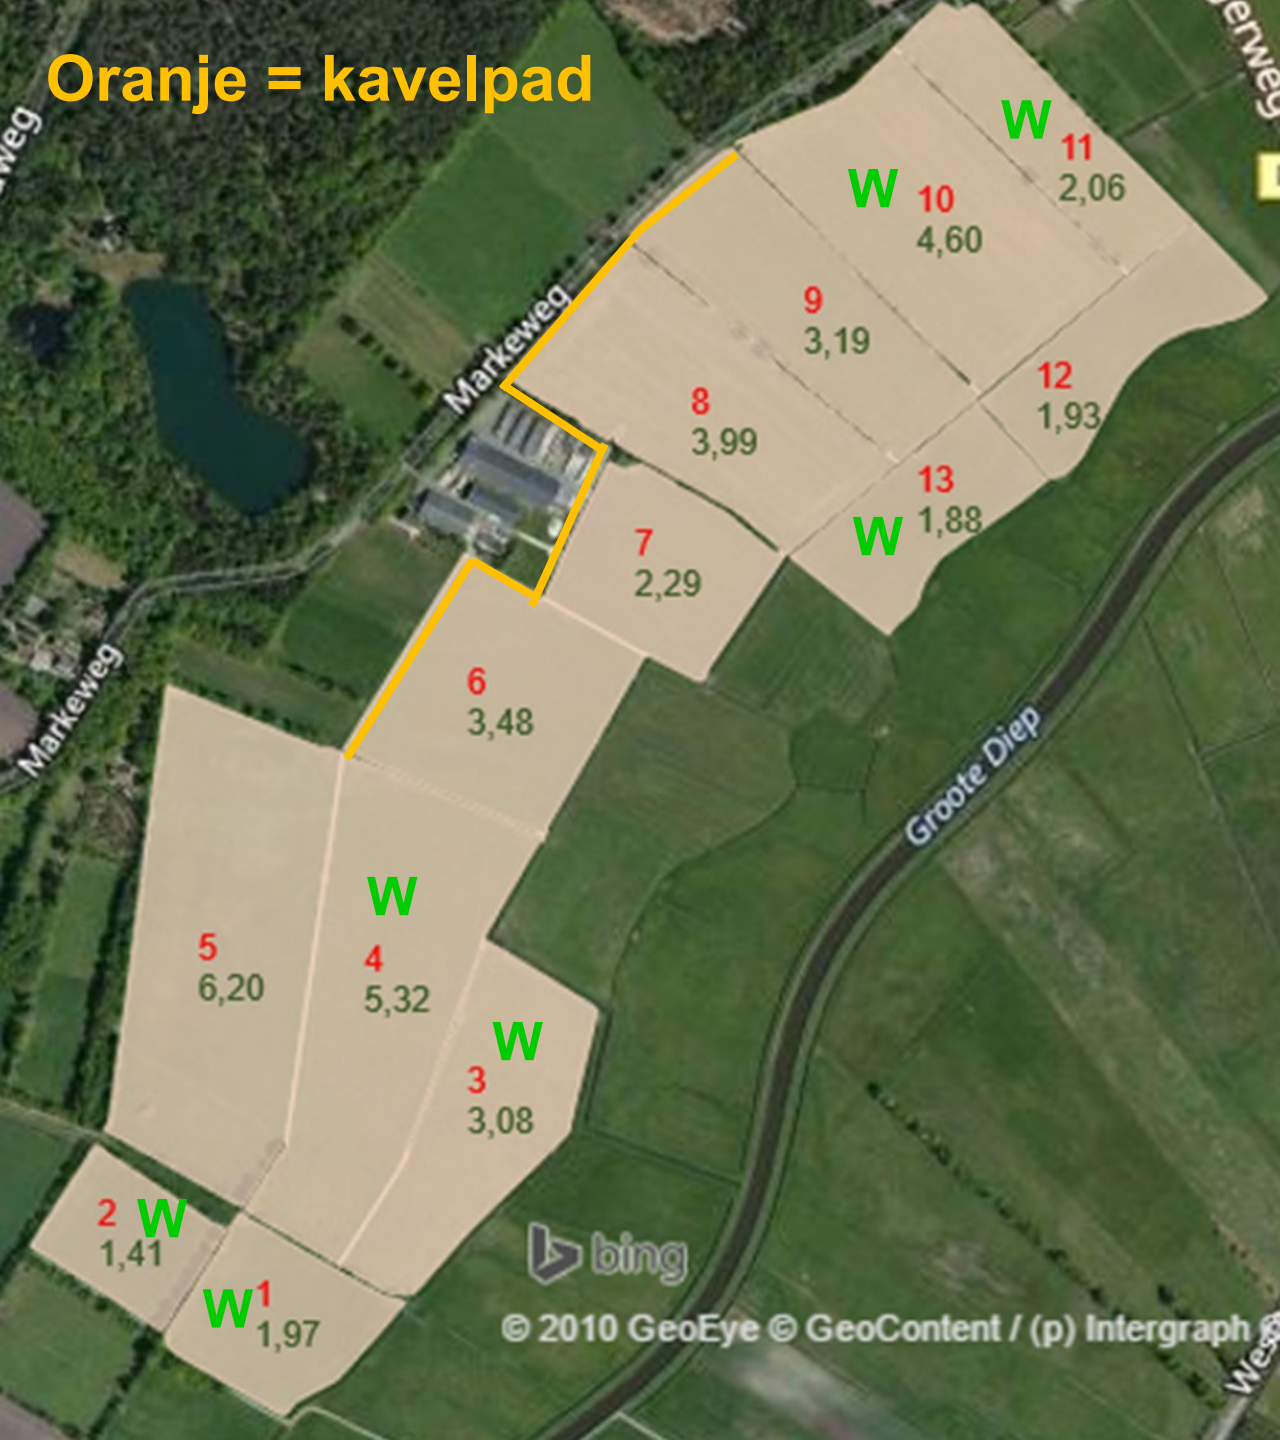 Oranje = kavelpad
W
11
2,06
W
10
4,60
Markeweg
9
3,19
8
3,99
12
1,93
13
1,88
W
7
2,29
6
3,48
Markeweg
Groote Diep
W
5
6,20
4
5,32
W
3
3,08
2
W
1,41
W
1
1,97
bing
© 2010 GeoEye © GeoContent / (p) Intergraph